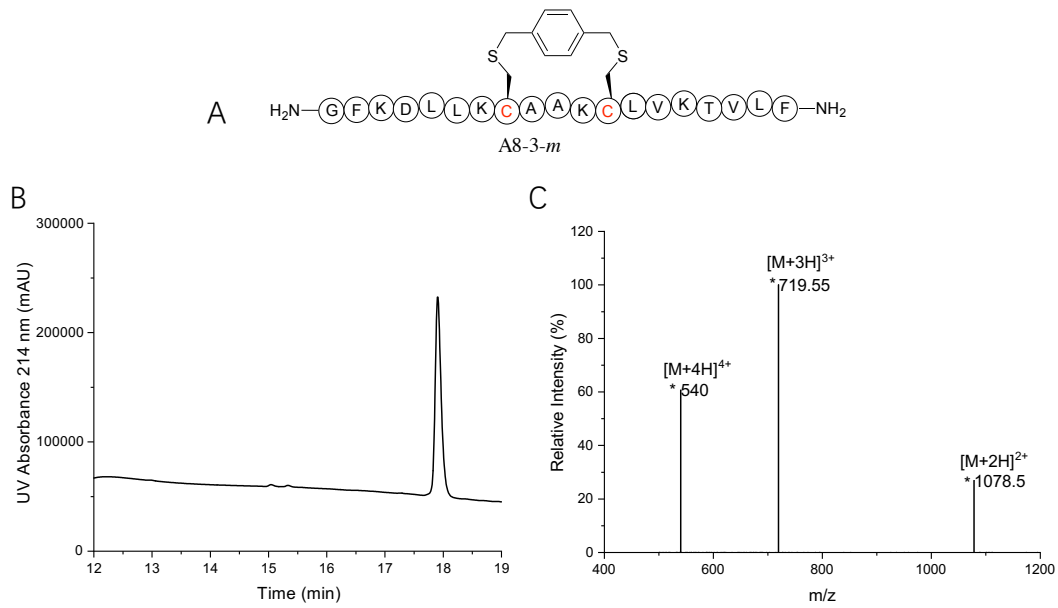 S S
A H₂N G F K D L L K C A A K C L V K T V L F NH₂
A8-3-m
B
300000
200000
100000
0
12 13 14 15 16 17 18 19
UV Absorbance 214 nm (mAU)
Time (min)
C
120
100
80
60
40
20
0
400 600 800 1000 1200
Relative Intensity (%)
m/z
[M+3H]³⁺
*719.55
[M+4H]⁴⁺
*540
[M+2H]²⁺
*1078.5